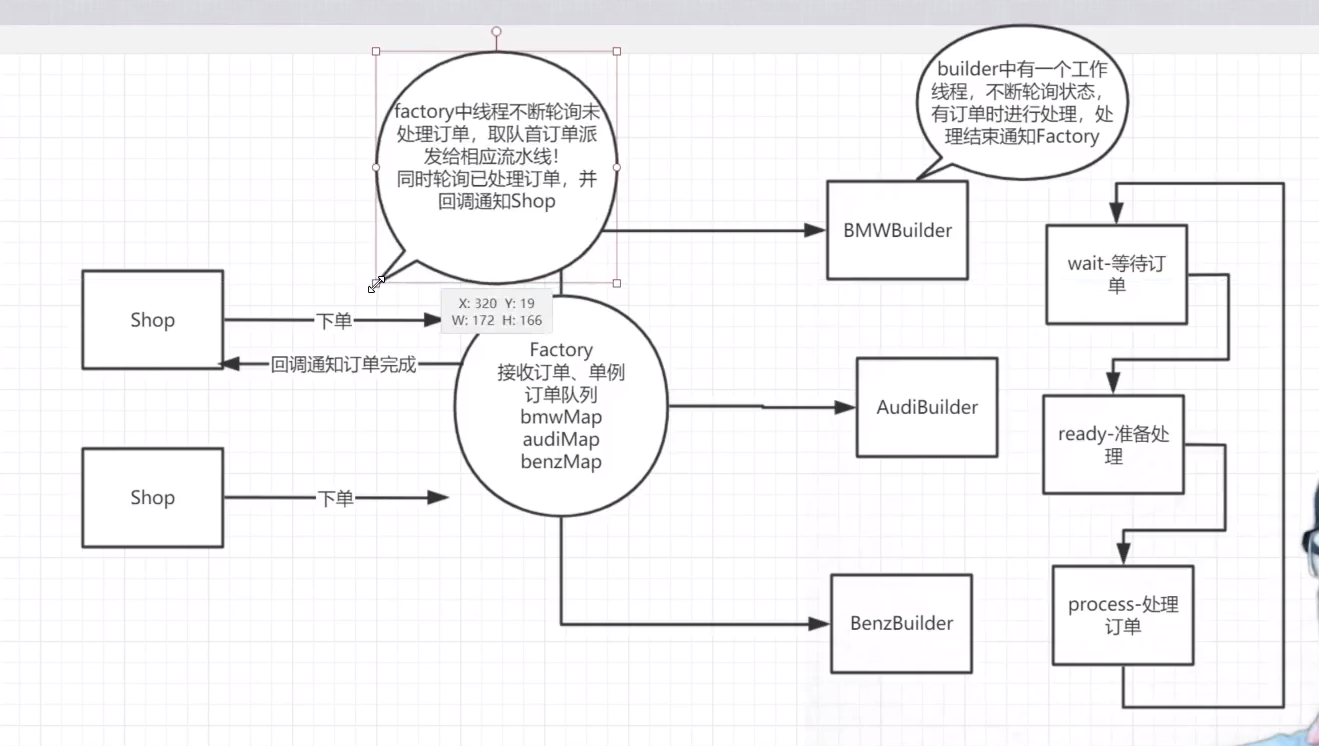 builder中有一个工作
线程，不断轮询状态，
有订单时进行处理，处
理结束通知Factory
factory中线程不断轮询未
处理订单，取队首订单派
发给相应流水线！
同时轮询已处理订单，并
回调通知Shop
BMWBuilder
wait-等待订
单
X: 320 Y: 19
W: 172 H: 166
Shop
下单
回调通知订单完成
Factory
接收订单、单例
订单队列
bmwMap
audiMap
benzMap
AudiBuilder
ready-准备处
理
Shop
下单
BenzBuilder
process-处理
订单